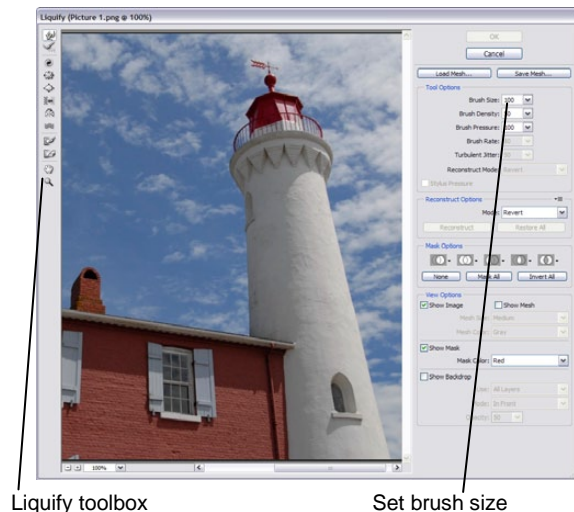 Liquify (Picture 1.png @ 100%)
OK
Cancel
Load Mesh... Save Mesh...
Tool Options
Brush Size: 100
Brush Density: 50
Brush Pressure: 100
Brush Rate: 80
Turbulent Jitter:
Reconstruct Mode: Revert
Stylus Pressure
Reconstruct Options
Mode: Revert
Reconstruct Restore All
Mask Options
None Mask All Invert All
View Options
Show Image Show Mesh
Mesh Size: Medium
Mesh Color: Gray
Show Mask
Mask Color: Red
Show Backdrop
Use: All Layers
Mode: In Front
Opacity: 50
100%
Liquify toolbox Set brush size